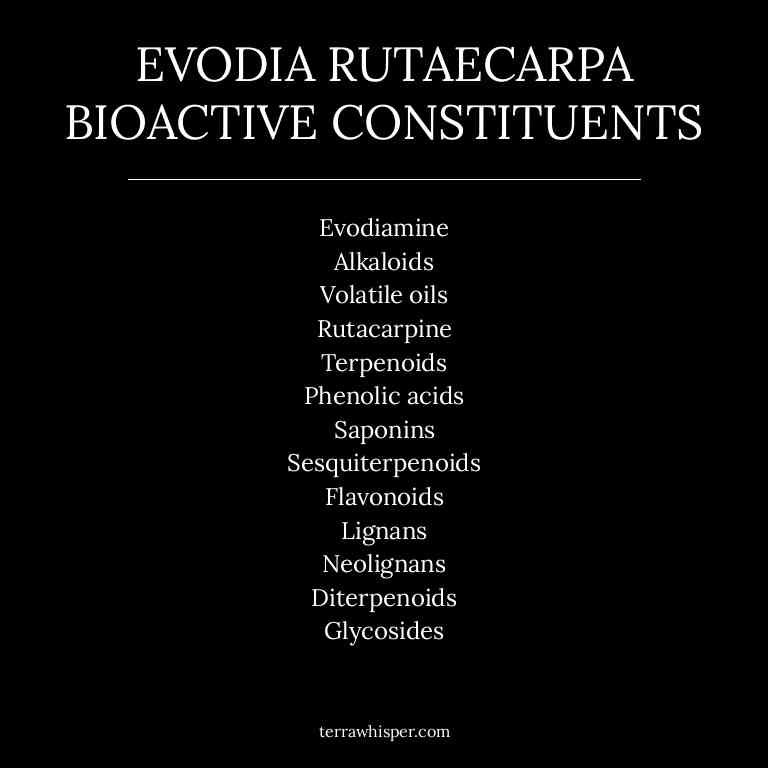 EVODIA RUTAECARPA
BIOACTIVE CONSTITUENTS
Evodiamine
Alkaloids
Volatile oils
Rutacarpine
Terpenoids
Phenolic acids
Saponins
Sesquiterpenoids
Flavonoids
Lignans
Neolignans
Diterpenoids
Glycosides
terrawhisper.com